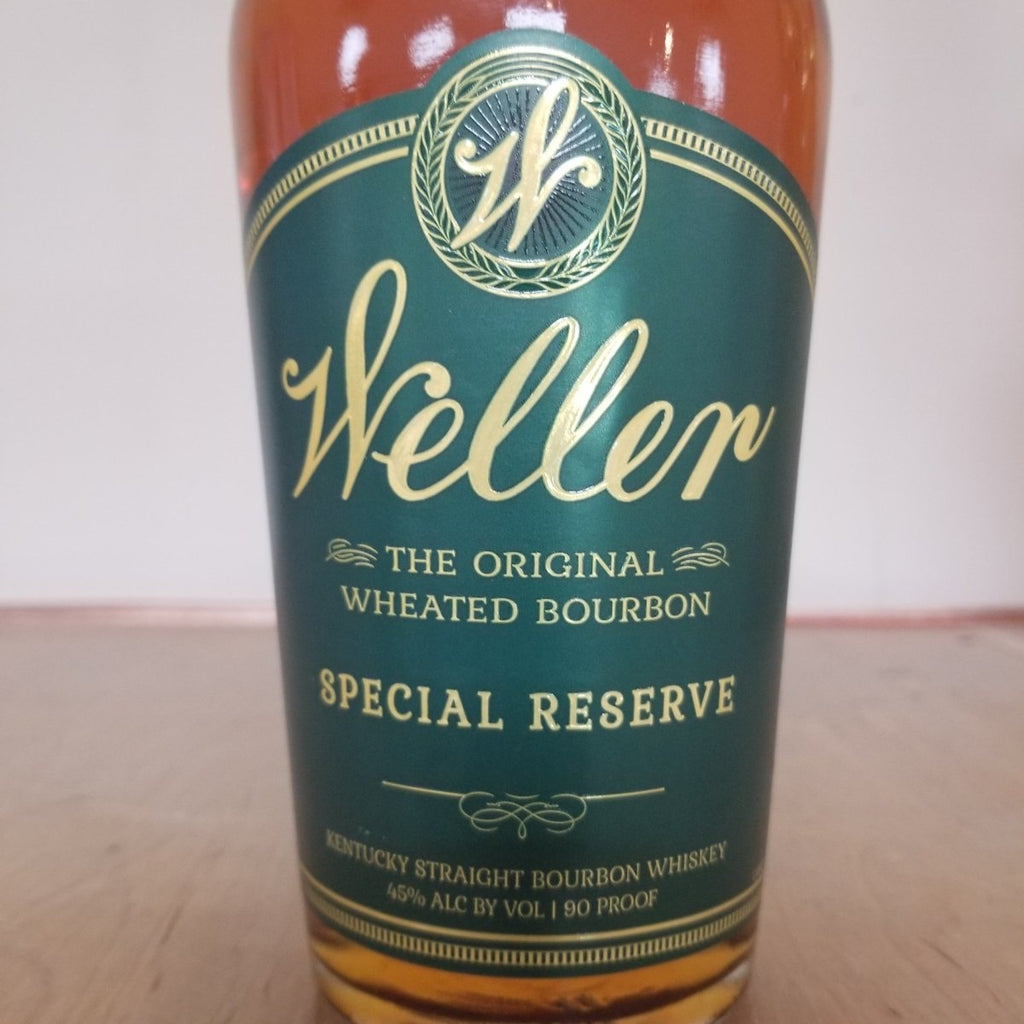 W
Weller
THE ORIGINAL
WHEATED BOURBON
SPECIAL RESERVE
KENTUCKY STRAIGHT BOURBON WHISKEY
45% ALC BY VOL | 90 PROOF